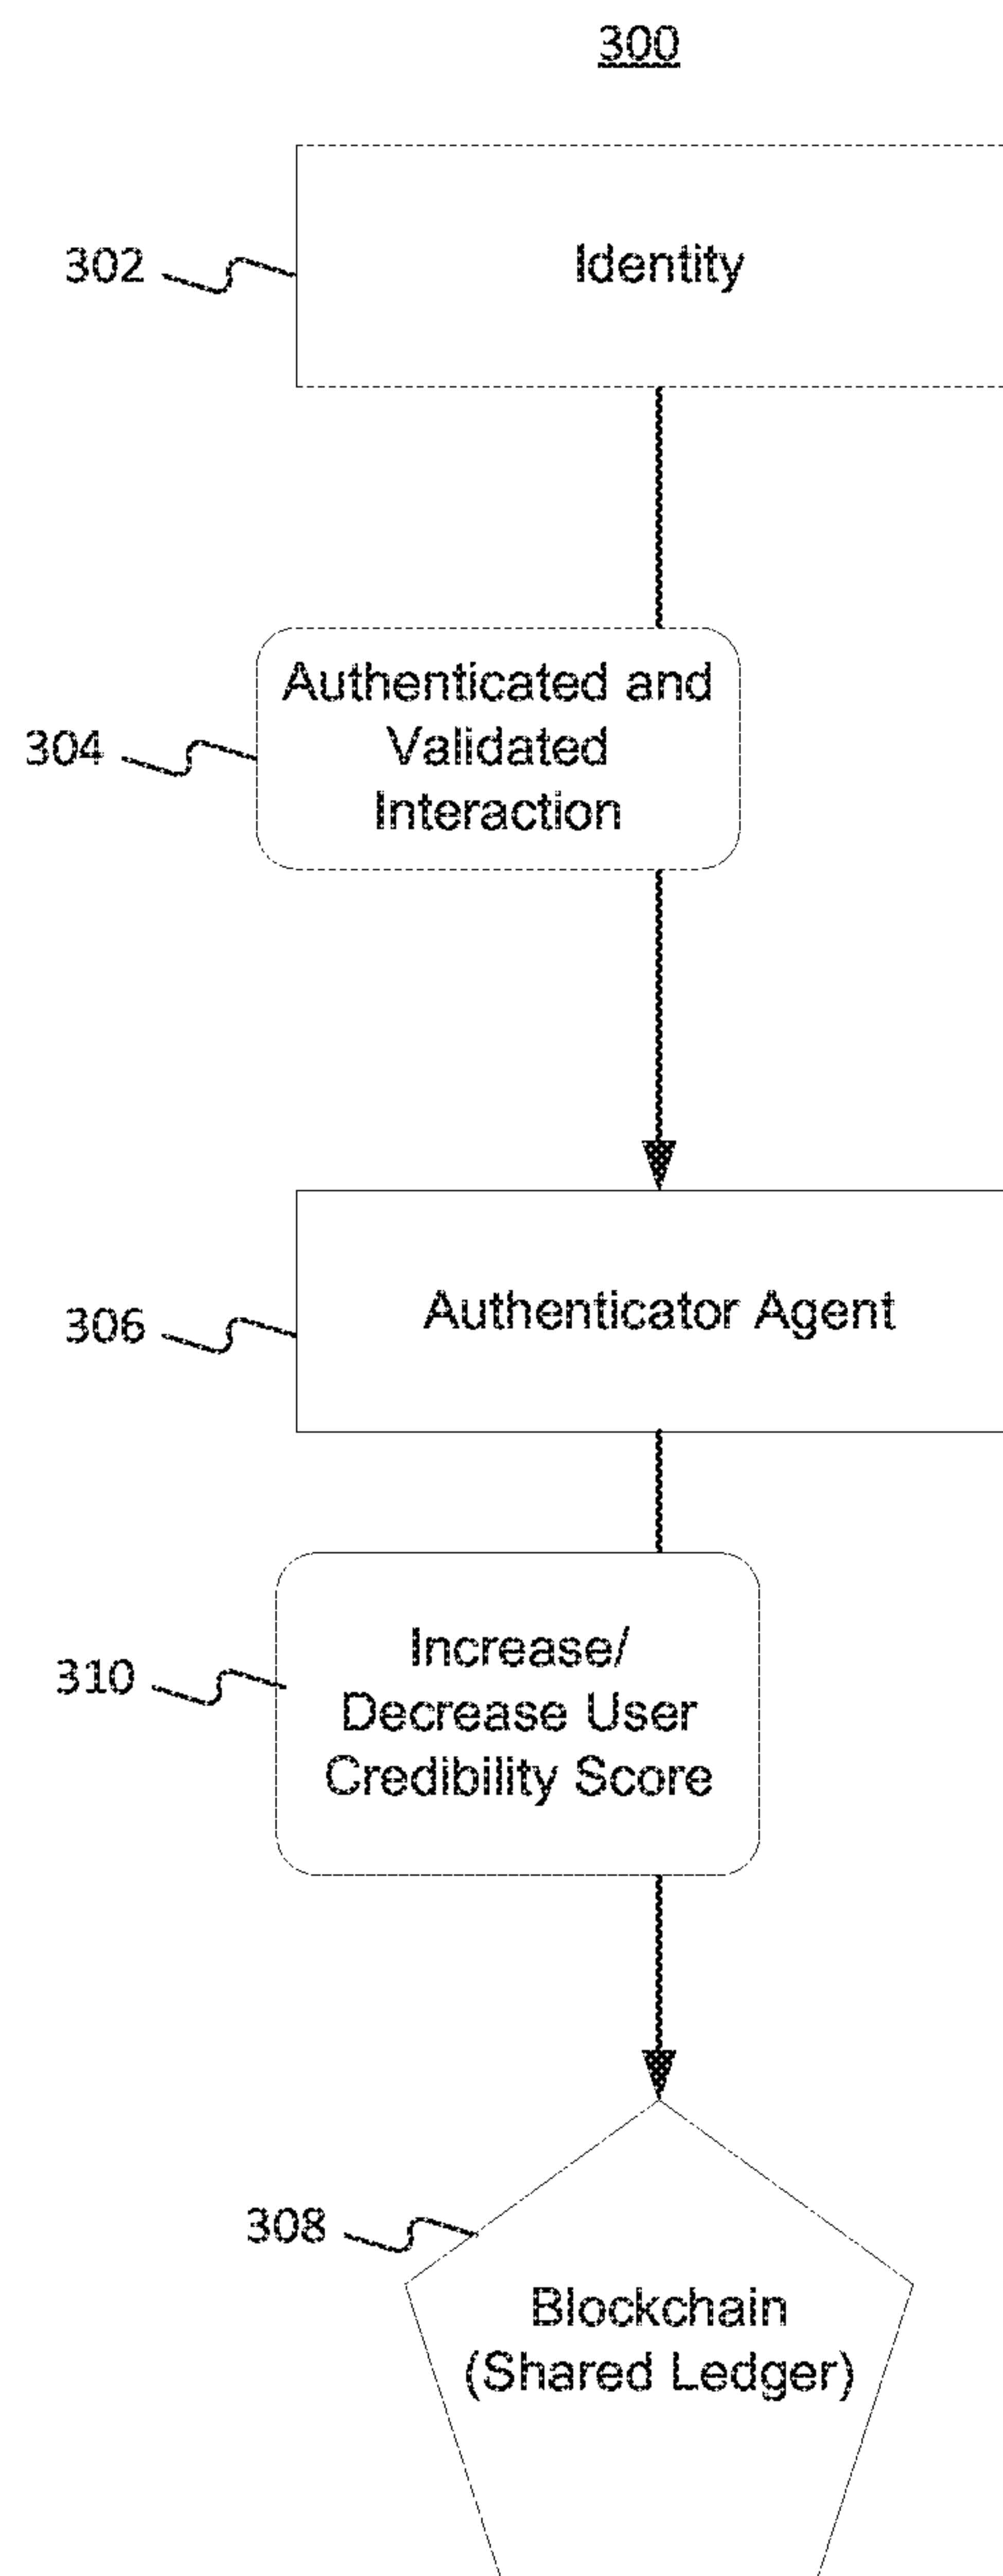 300
302
Identity
304
Authenticated and
Validated
Interaction
306
Authenticator Agent
310
Increase/
Decrease User
Credibility Score
308
Blockchain
(Shared Ledger)